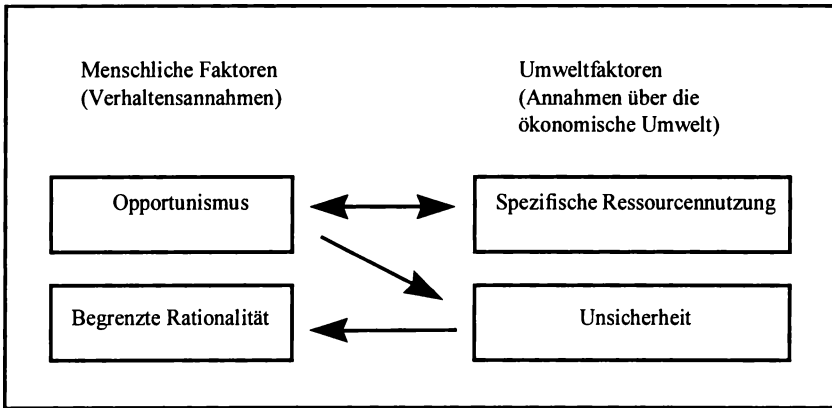 Menschliche Faktoren
(Verhaltensannahmen)
Umweltfaktoren
(Annahmen über die
ökonomische Umwelt)
Opportunismus
Spezifische Ressourcennutzung
Begrenzte Rationalität
Unsicherheit